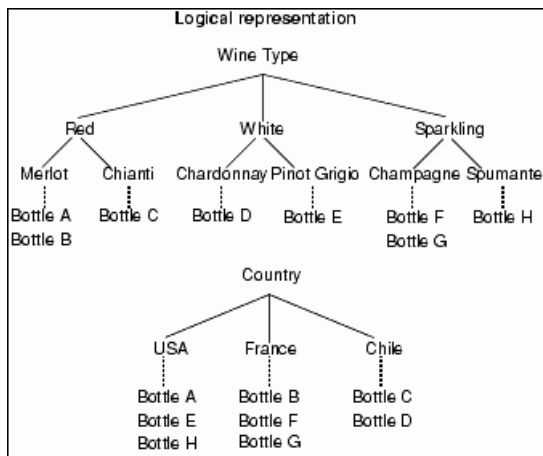 Logical representation
Wine Type
Red White Sparkling
Merlot Chianti Chardonnay Pinot Grigio Champagne Spumante
Bottle A Bottle C Bottle D Bottle E Bottle F Bottle H
Bottle B Bottle G
Country
USA France Chile
Bottle A Bottle B Bottle C
Bottle E Bottle F Bottle D
Bottle H Bottle G